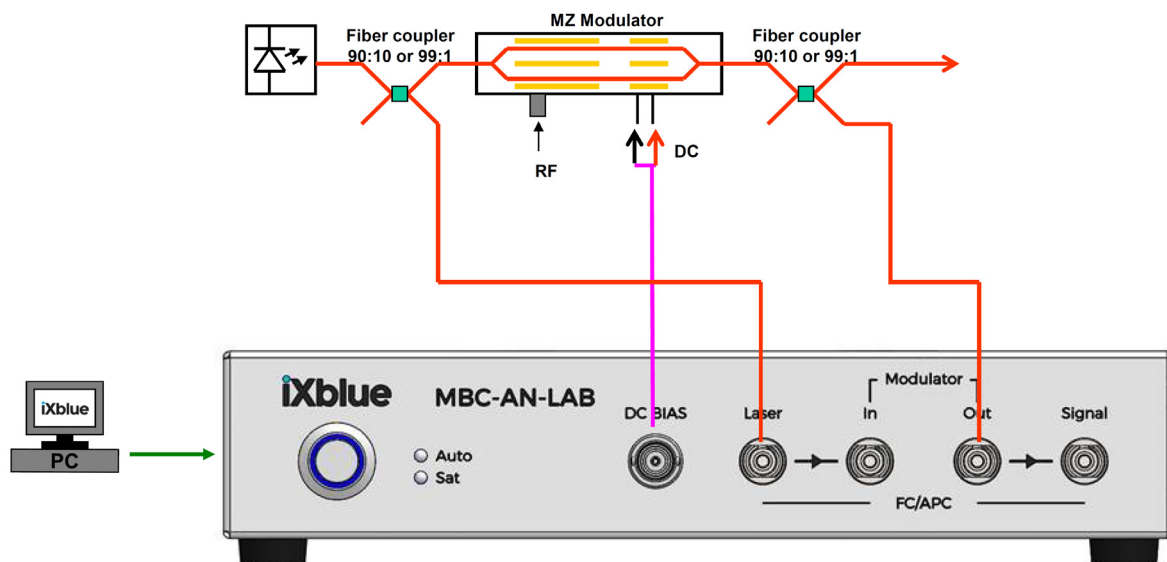 MZ Modulator
Fiber coupler
90:10 or 99:1
Fiber coupler
90:10 or 99:1
RF
DC
iXblue
PC
iXblue
MBC-AN-LAB
Auto
Sat
DC BIAS
Laser
Modulator
In
Out
Signal
FC/APC